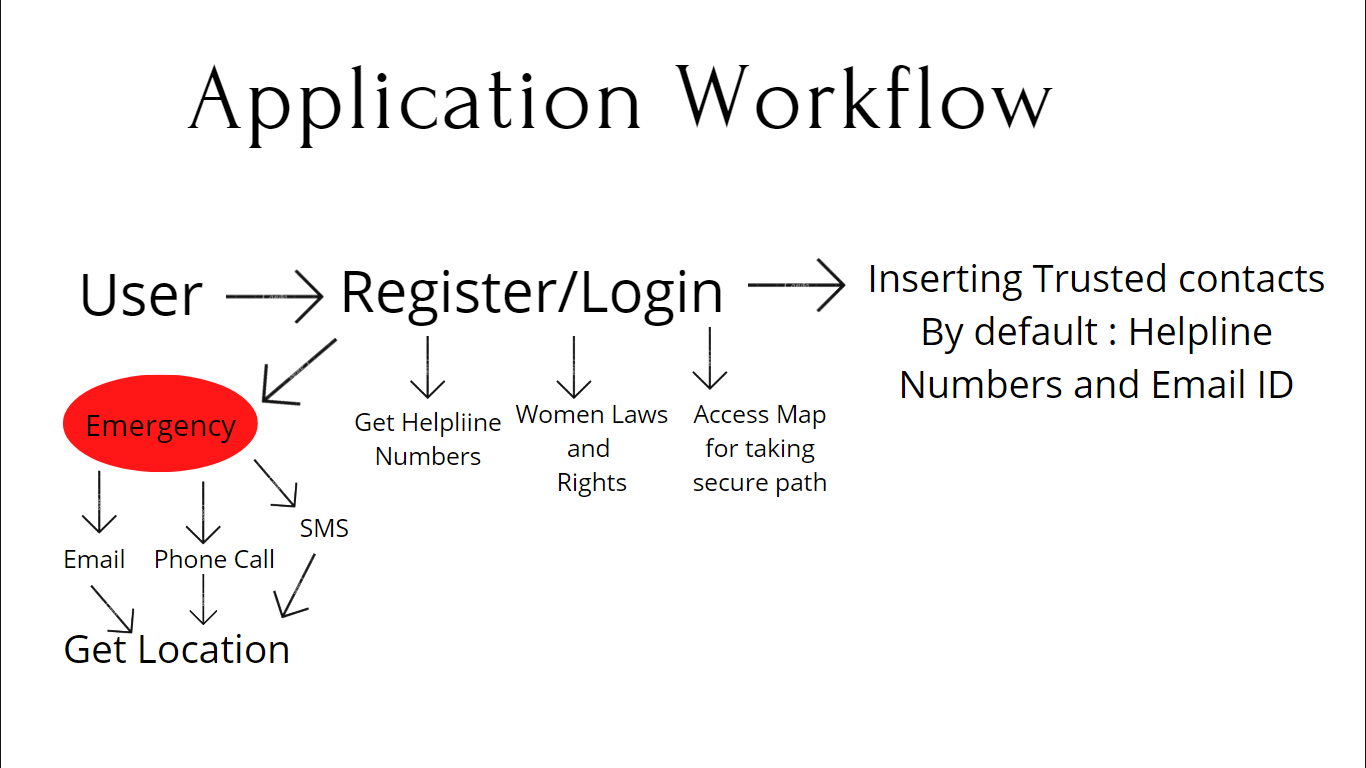 Application Workflow
User
Register/Login
Inserting Trusted contacts
By default : Helpline
Numbers and Email ID
Emergency
Get Helpliine
Numbers
Women Laws
and
Rights
Access Map
for taking
secure path
SMS
Email
Phone Call
Get Location